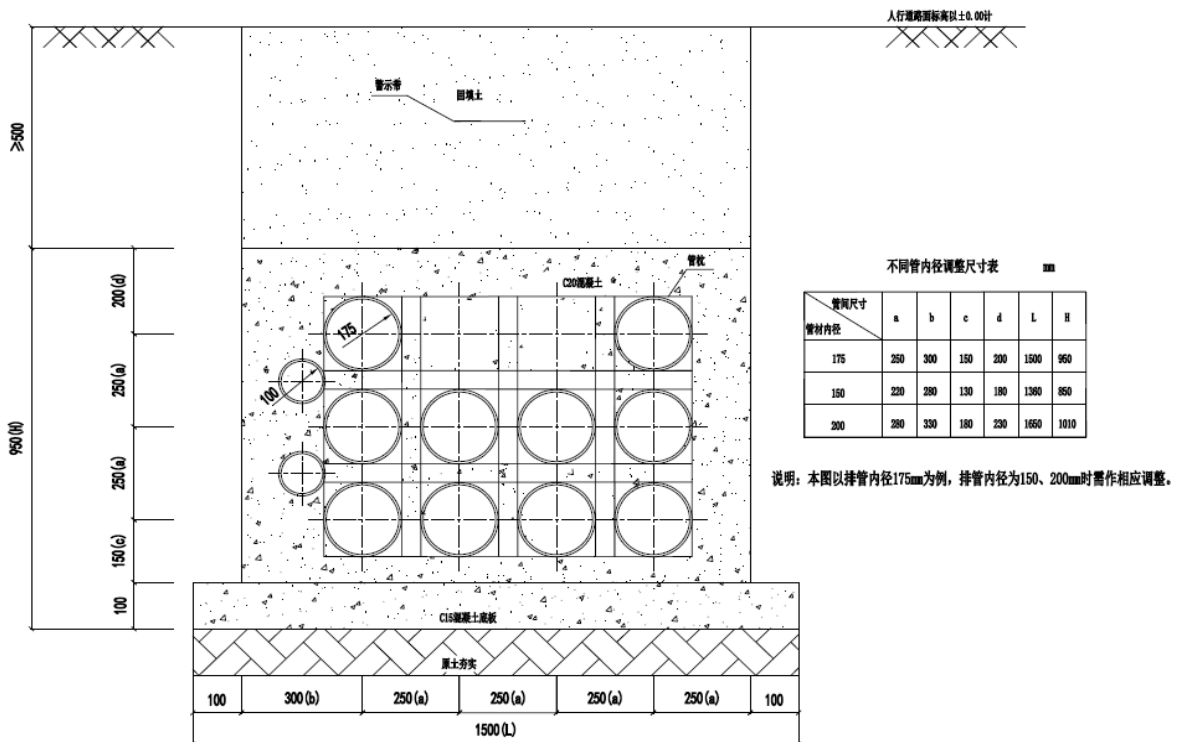 人行道路面标高以±0.00计
≥500
警示带
回填土
200(d)
250(a)
250(a)
150(c)
100
950(H)
管枕
C20混凝土
175
100
C15混凝土底板
原土夯实
100
300(b)
250(a)
250(a)
250(a)
250(a)
100
1500(L)
不同管内径调整尺寸表 mm
管间尺寸 a b c d L H
管材内径
175 250 300 150 200 1500 950
150 220 280 130 180 1360 850
200 280 330 180 230 1650 1010
说明：本图以排管内径175mm为例，排管内径为150、200mm时需作相应调整。